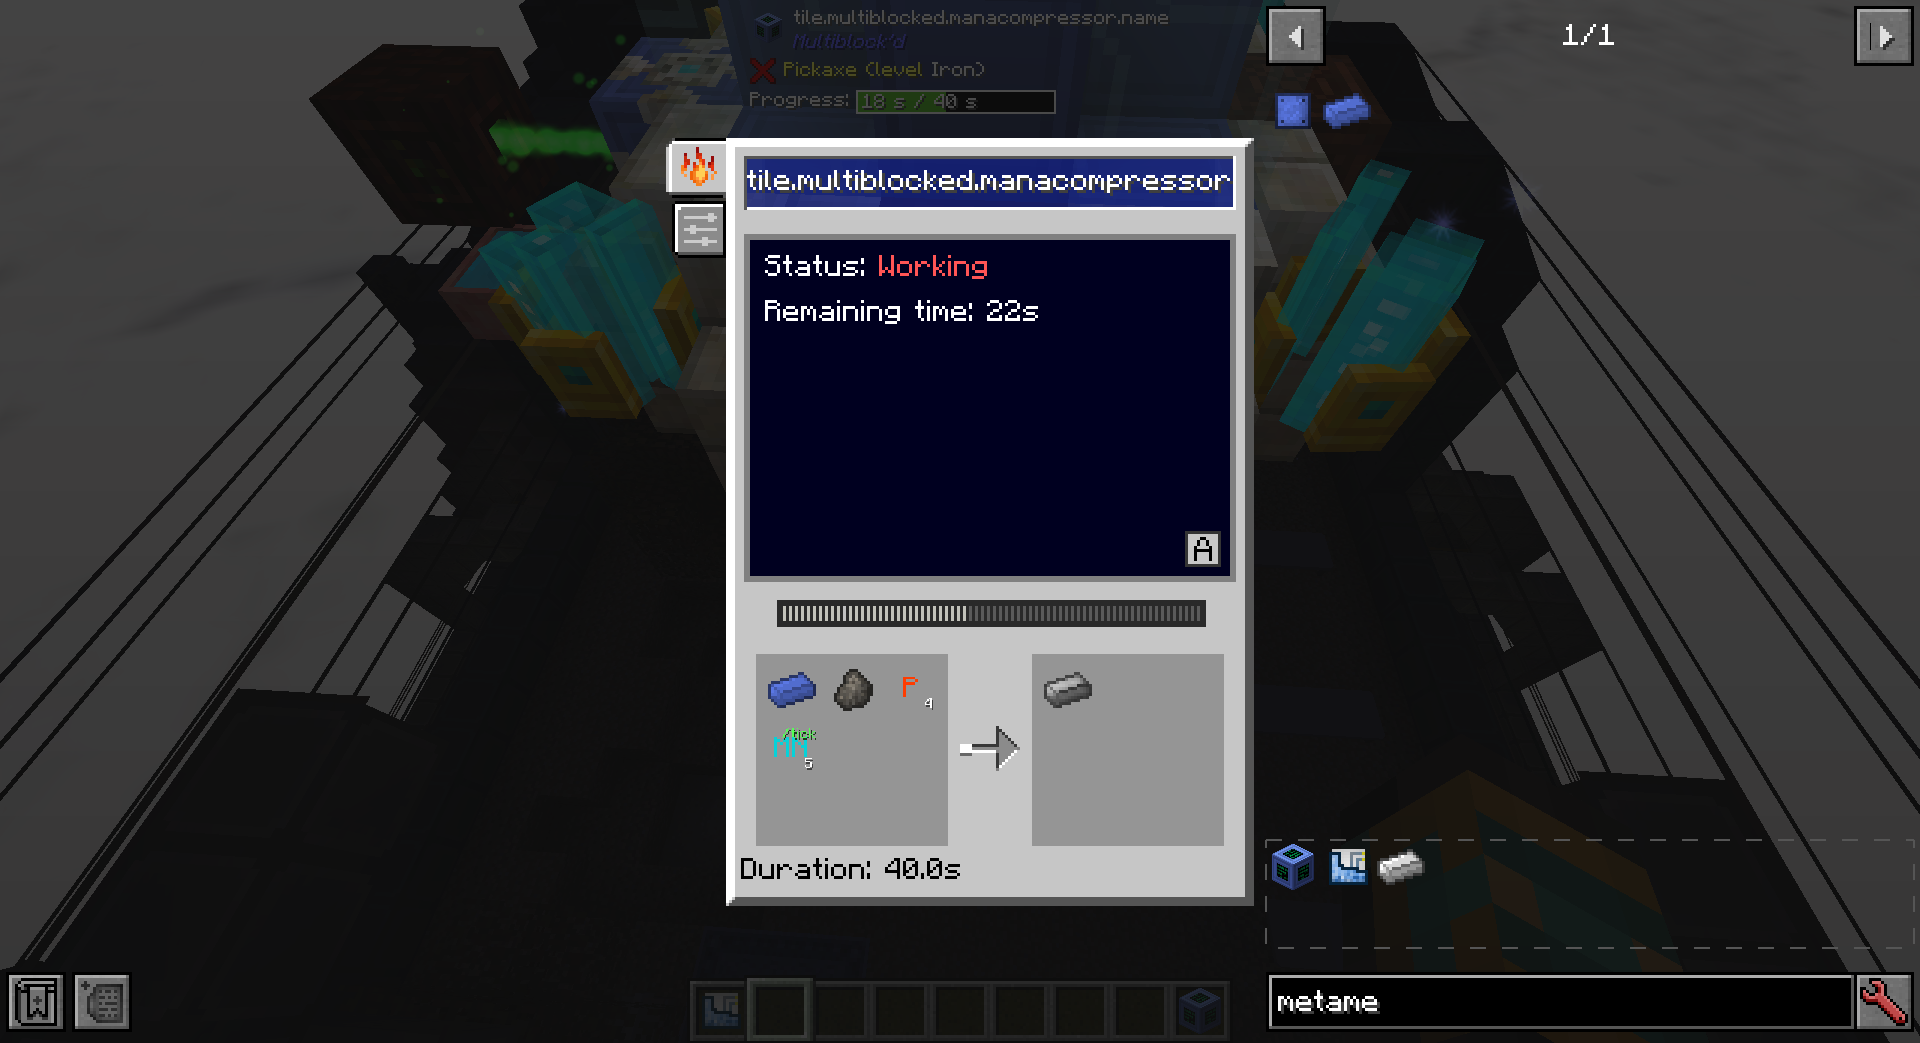 tile.multiblocked.manacompressor.name
Multiblock'd
Pickaxe (level Iron)
Progress: 18 s / 40 s
1/1
tile.multiblocked.manacompressor
Status: Working
Remaining time: 22s
A
P
4
/tick
MM
5
Duration: 40.0s
metame